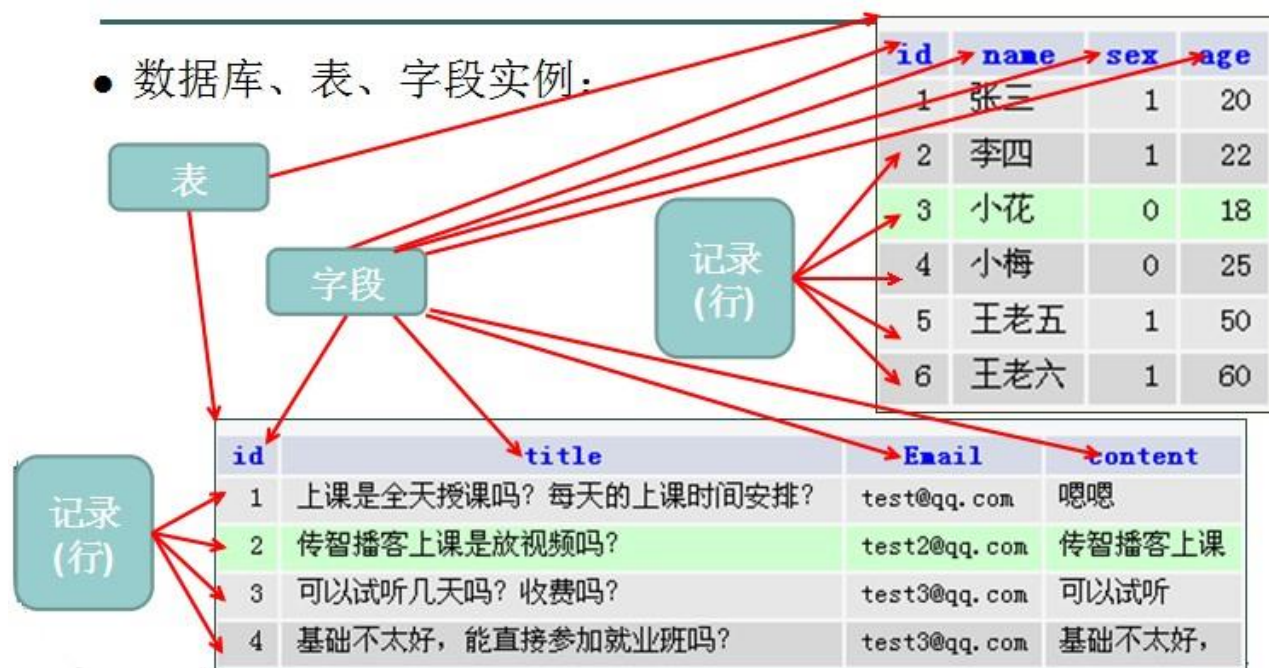 ● 数据库、表、字段实例:
表
字段
记录
(行)
id name sex age
1 张三 1 20
2 李四 1 22
3 小花 0 18
4 小梅 0 25
5 王老五 1 50
6 王老六 1 60
记录
(行)
id title Email content
1 上课是全天授课吗?每天的上课时间安排? test@qq.com 嗯嗯
2 传智播客上课是放视频吗? test2@qq.com 传智播客上课
3 可以试听几天吗?收费吗? test3@qq.com 可以试听
4 基础不太好,能直接参加就业班吗? test3@qq.com 基础不太好,